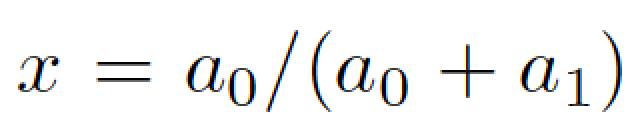 x = a₀/(a₀ + a₁)